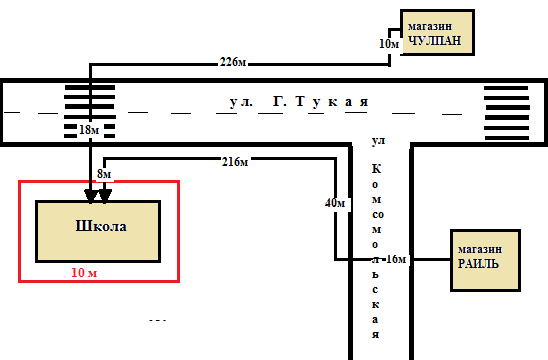 магазин
ЧУЛПАН
10м
226м
ул. Г. Тукая
18м
ул
Комсомольская
216м
8м
Школа
40м
16м
магазин
РАИЛЬ
10 м
- - -